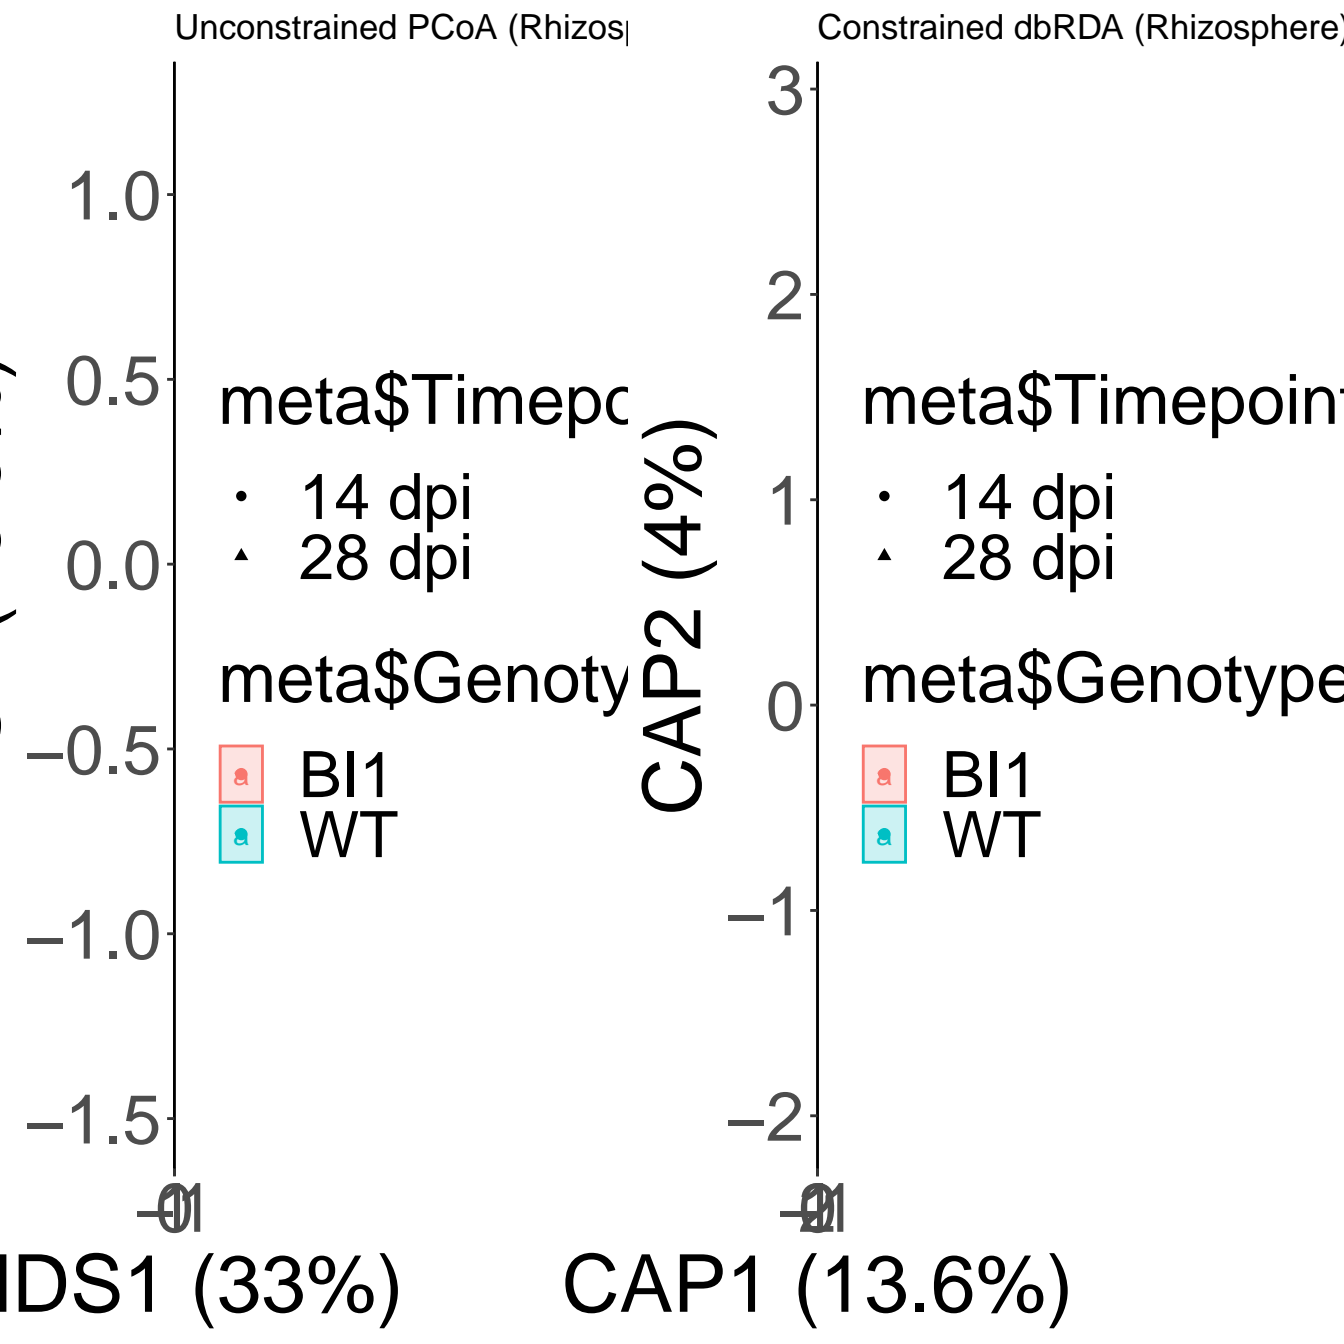 Unconstrained PCoA (Rhizos
1.0
0.5
0.0
−0.5
−1.0
−1.5
meta$Timepo
14 dpi
28 dpi
meta$Genoty
a BI1
a WT
DS1 (33%)
Constrained dbRDA (Rhizosphere)
CAP2 (4%)
3
2
1
0
−1
−2
meta$Timepoint
14 dpi
28 dpi
meta$Genotype
a BI1
a WT
CAP1 (13.6%)